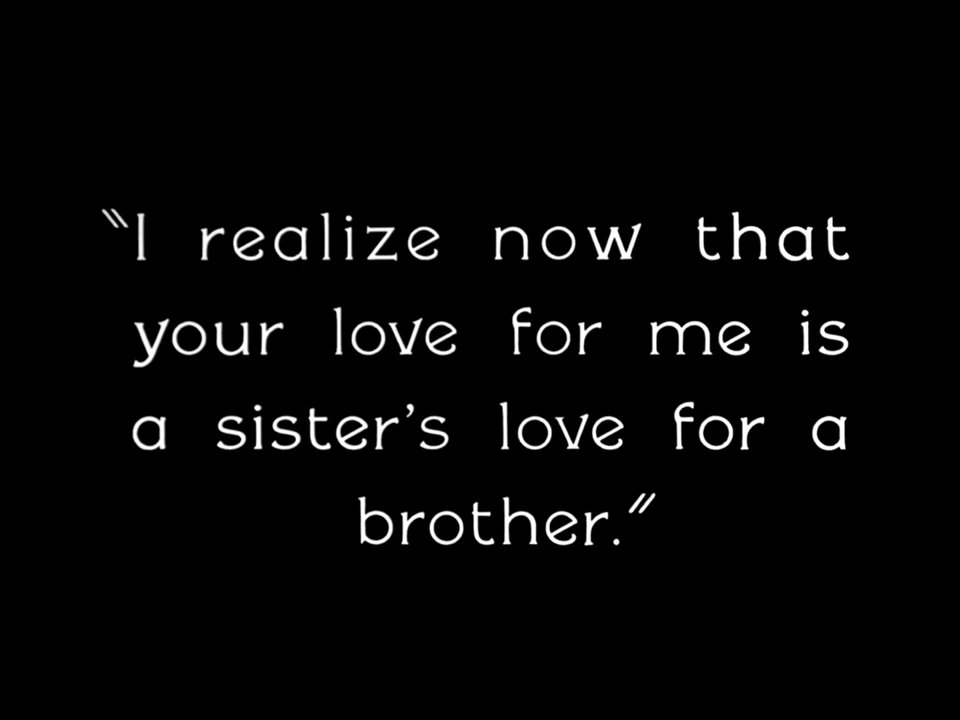 “I realize now that
your love for me is
a sister’s love for a
brother.”